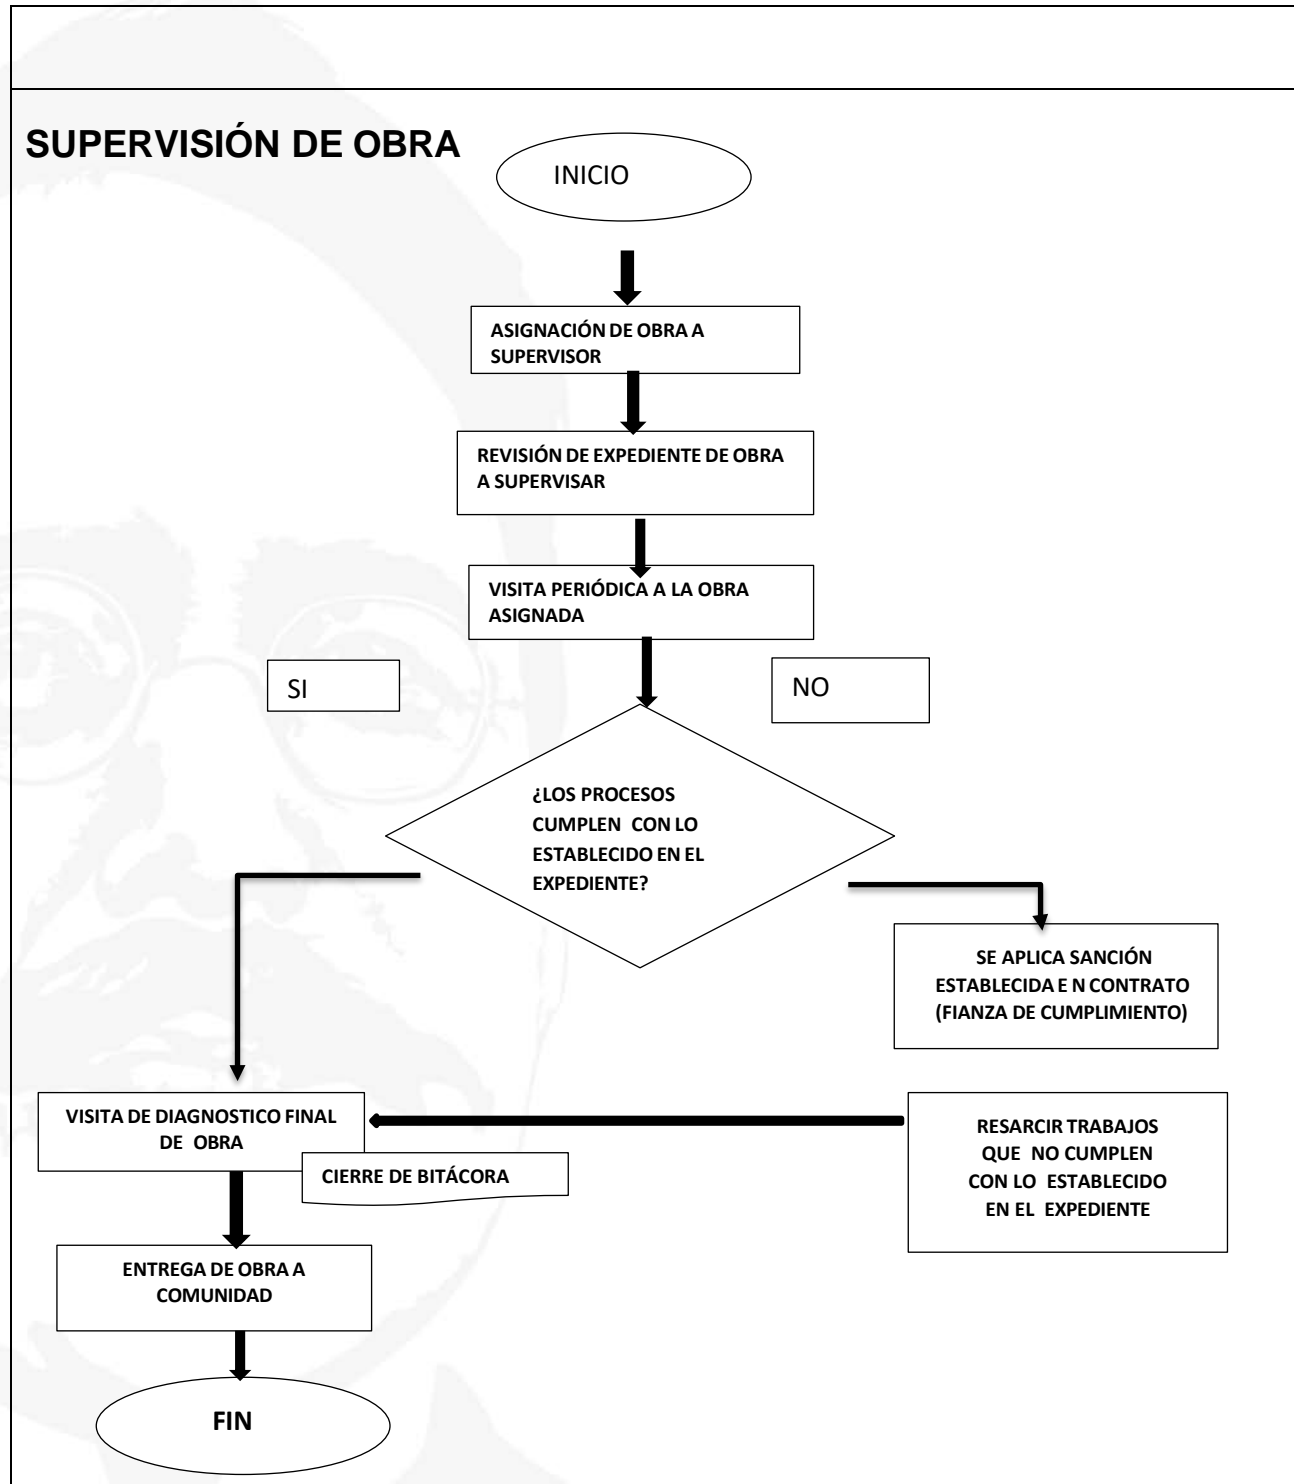 SUPERVISIÓN DE OBRA
INICIO
ASIGNACIÓN DE OBRA A
SUPERVISOR
REVISIÓN DE EXPEDIENTE DE OBRA
A SUPERVISAR
VISITA PERIÓDICA A LA OBRA
ASIGNADA
SI
NO
¿LOS PROCESOS
CUMPLEN CON LO
ESTABLECIDO EN EL
EXPEDIENTE?
SE APLICA SANCIÓN
ESTABLECIDA E N CONTRATO
(FIANZA DE CUMPLIMIENTO)
VISITA DE DIAGNOSTICO FINAL
DE OBRA
CIERRE DE BITÁCORA
RESARCIR TRABAJOS
QUE NO CUMPLEN
CON LO ESTABLECIDO
EN EL EXPEDIENTE
ENTREGA DE OBRA A
COMUNIDAD
FIN